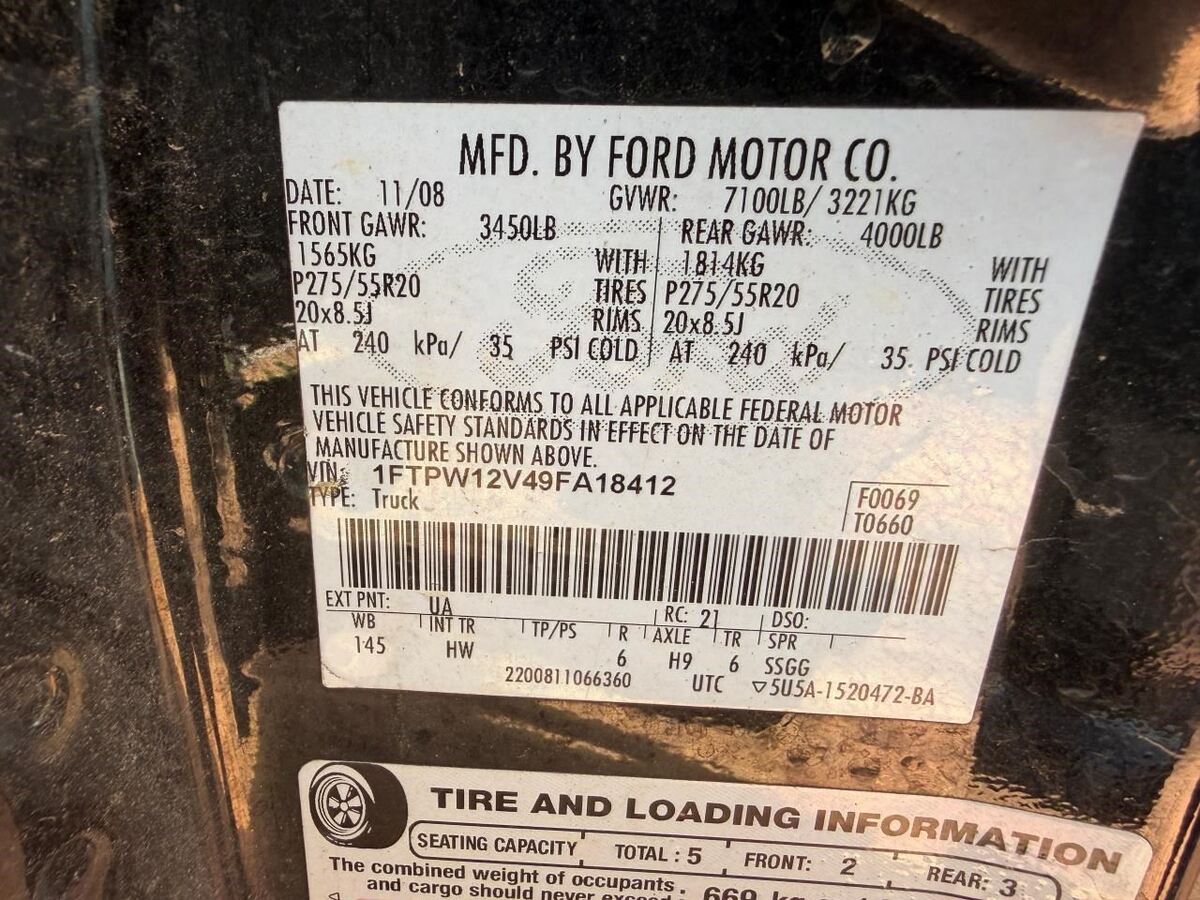 MFD. BY FORD MOTOR CO.
DATE: 11/08 GVWR: 7100LB/ 3221KG
FRONT GAWR: 3450LB REAR GAWR: 4000LB
1565KG WITH 1814KG WITH
P275/55R20 TIRES P275/55R20 TIRES
20x8.5J RIMS 20x8.5J RIMS
AT 240 kPa/ 35 PSI COLD AT 240 kPa/ 35 PSI COLD
THIS VEHICLE CONFORMS TO ALL APPLICABLE FEDERAL MOTOR
VEHICLE SAFETY STANDARDS IN EFFECT ON THE DATE OF
MANUFACTURE SHOWN ABOVE.
VIN: 1FTPW12V49FA18412
TYPE: Truck F0069
T0660
EXT PNT: UA RC: 21 DSO:
WB INT TR TP/PS R AXLE TR SPR
145 HW 6 H9 6 SSGG
2200811066360 UTC ▽5U5A-1520472-BA
TIRE AND LOADING INFORMATION
SEATING CAPACITY TOTAL : 5 FRONT: 2 REAR: 3
The combined weight of occupants
and cargo should never exceed 669 kg